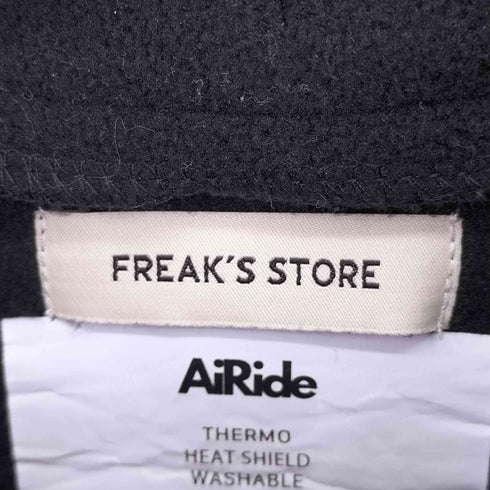 FREAK'S STORE
AiRide
THERMO
HEAT SHIELD
WASHABLE